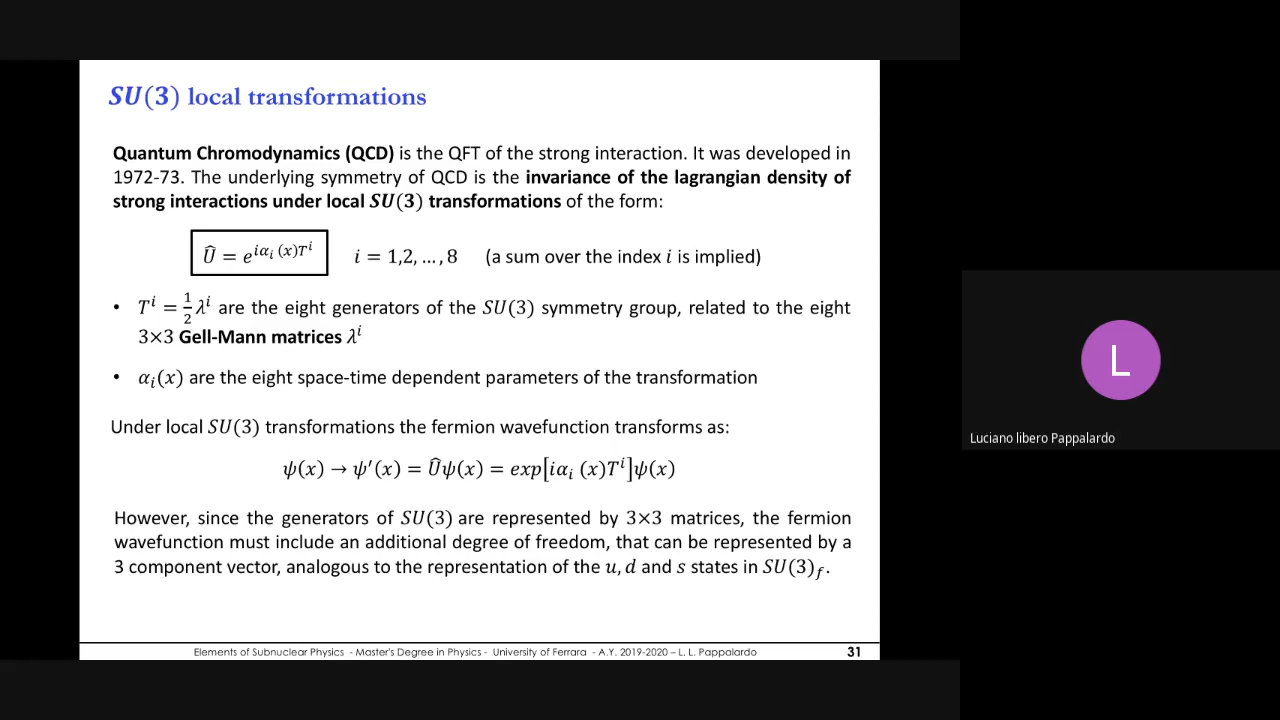 SU(3) local transformations
Quantum Chromodynamics (QCD) is the QFT of the strong interaction. It was developed in
1972-73. The underlying symmetry of QCD is the invariance of the lagrangian density of
strong interactions under local SU(3) transformations of the form:
Û = e^{iα_i (x)T^i} i = 1,2, … , 8 (a sum over the index i is implied)
• T^i = 1/2 λ^i are the eight generators of the SU(3) symmetry group, related to the eight
3×3 Gell-Mann matrices λ^i
• α_i(x) are the eight space-time dependent parameters of the transformation
Under local SU(3) transformations the fermion wavefunction transforms as:
ψ(x) → ψ′(x) = Ûψ(x) = exp[iα_i (x)T^i]ψ(x)
However, since the generators of SU(3) are represented by 3×3 matrices, the fermion
wavefunction must include an additional degree of freedom, that can be represented by a
3 component vector, analogous to the representation of the u, d and s states in SU(3)_f.
Elements of Subnuclear Physics - Master's Degree in Physics - University of Ferrara - A.Y. 2019-2020 – L. L. Pappalardo 31
L
Luciano libero Pappalardo